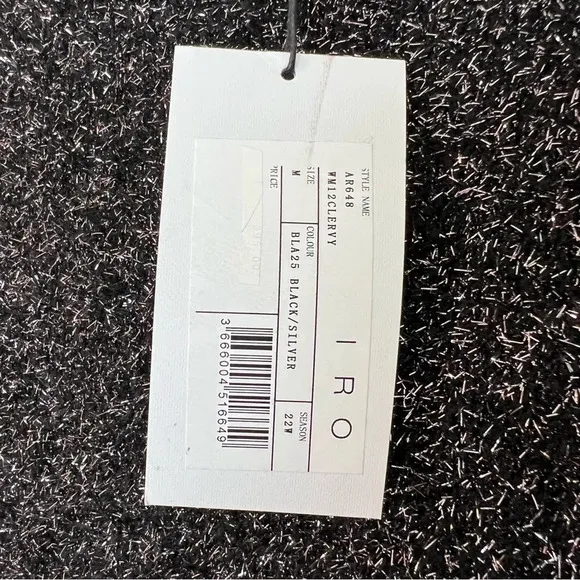 IRO
STYLE NAME
AR648
WM12CLERVY
SIZE COLOUR SEASON
M BLA25 BLACK/SILVER 22W
PRICE
3 666004 516649